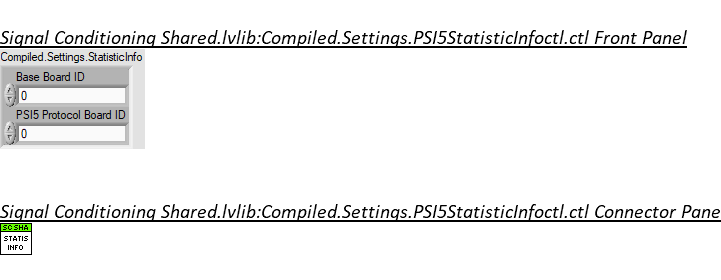 Signal Conditioning Shared.lvlib:Compiled.Settings.PSI5StatisticInfoctl.ctl Front Panel
Compiled.Settings.StatisticInfo
Base Board ID
0
PSI5 Protocol Board ID
0
Signal Conditioning Shared.lvlib:Compiled.Settings.PSI5StatisticInfoctl.ctl Connector Pane
SC SHA
STATIS
INFO